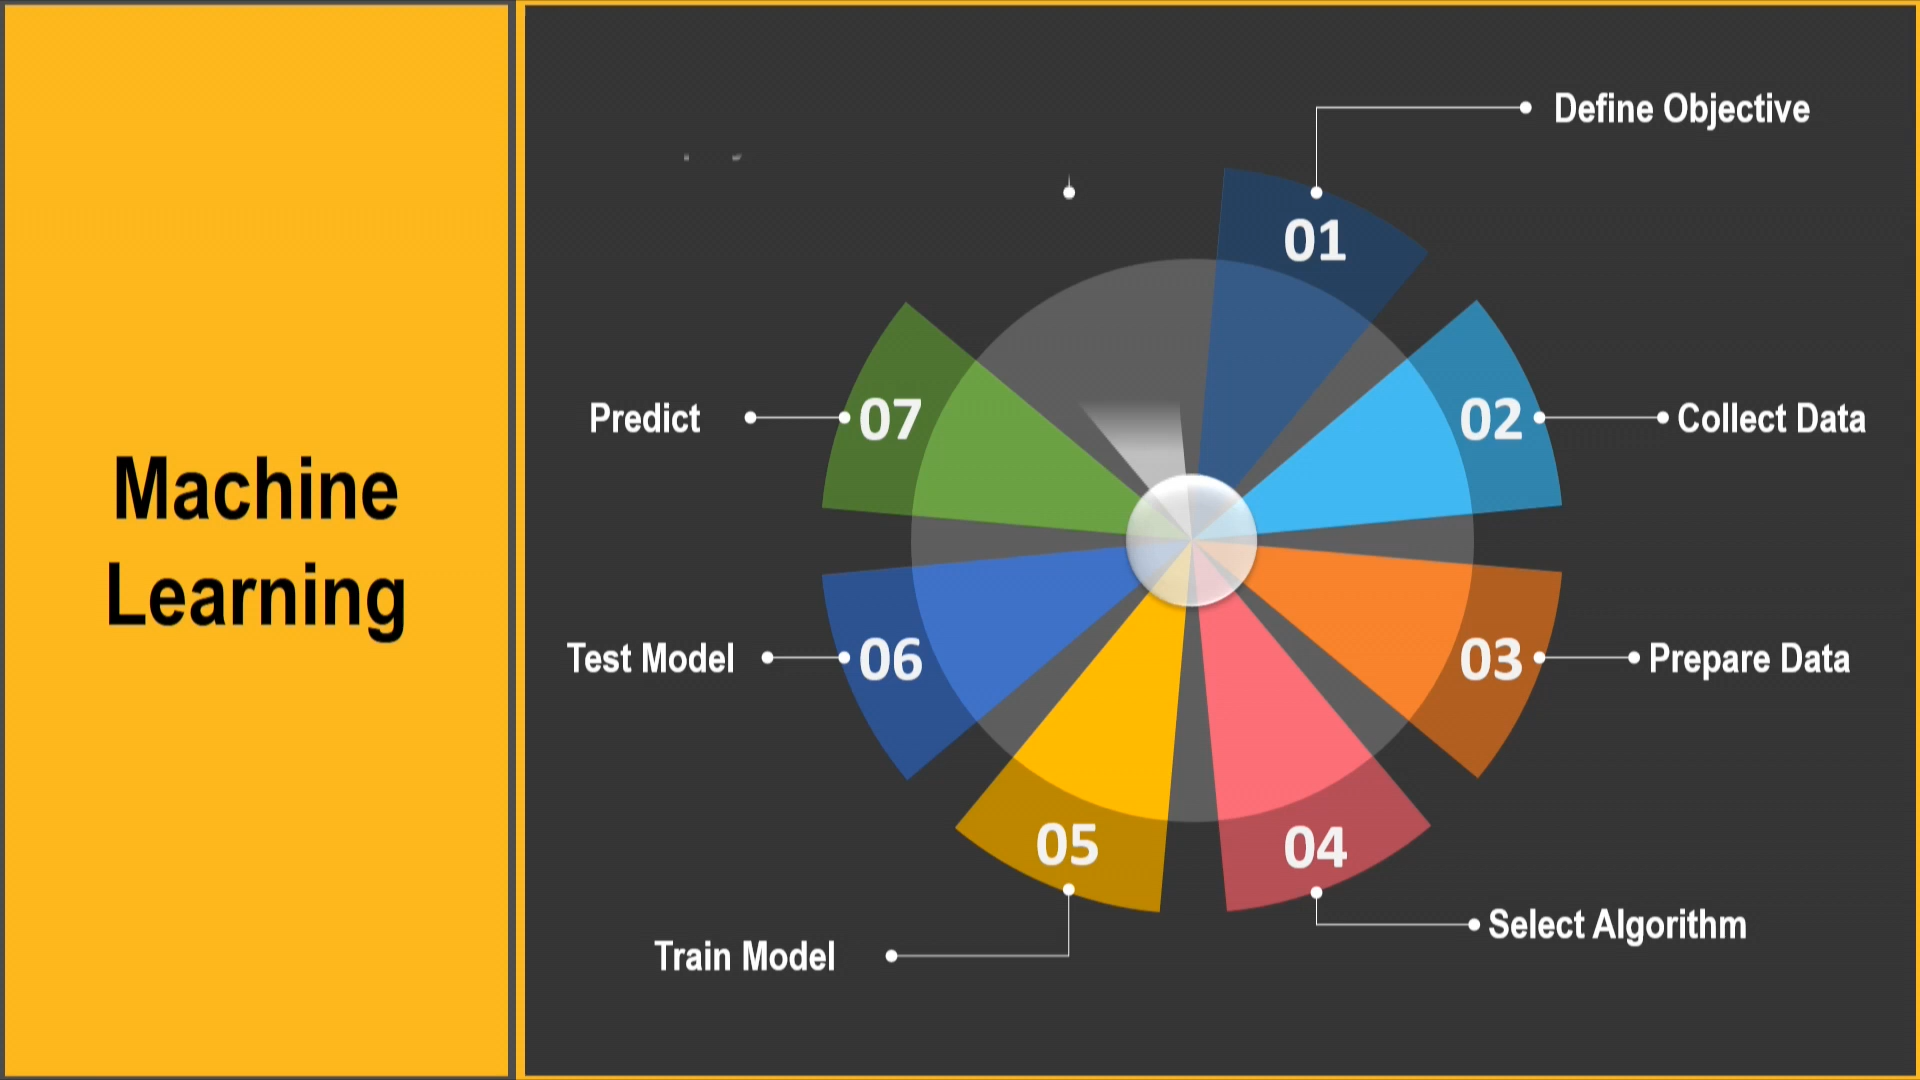 Machine
Learning
01
Define Objective
02
Collect Data
03
Prepare Data
04
Select Algorithm
05
Train Model
06
Test Model
07
Predict